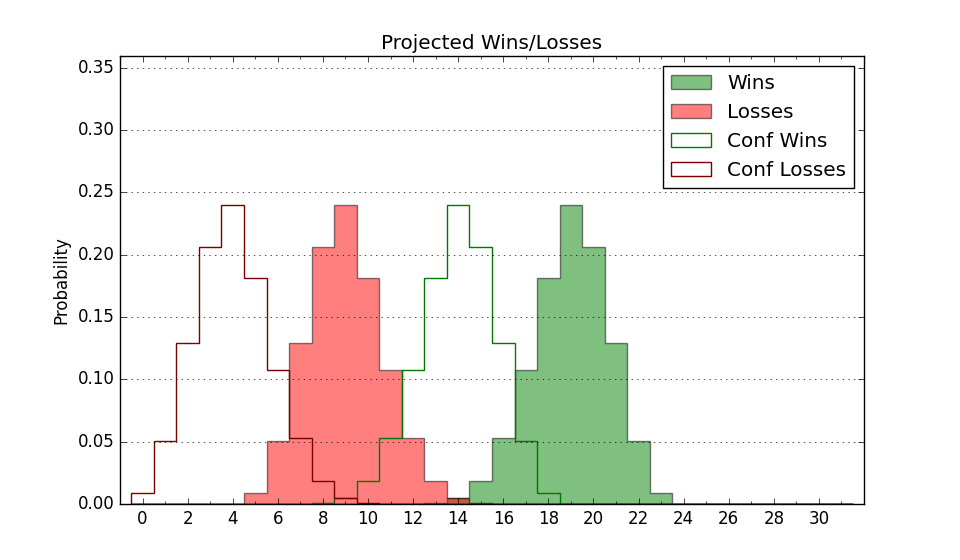 Projected Wins/Losses
0.35
0.30
0.25
0.20
0.15
0.10
0.05
0.00
Probability
Wins
Losses
Conf Wins
Conf Losses
0 2 4 6 8 10 12 14 16 18 20 22 24 26 28 30